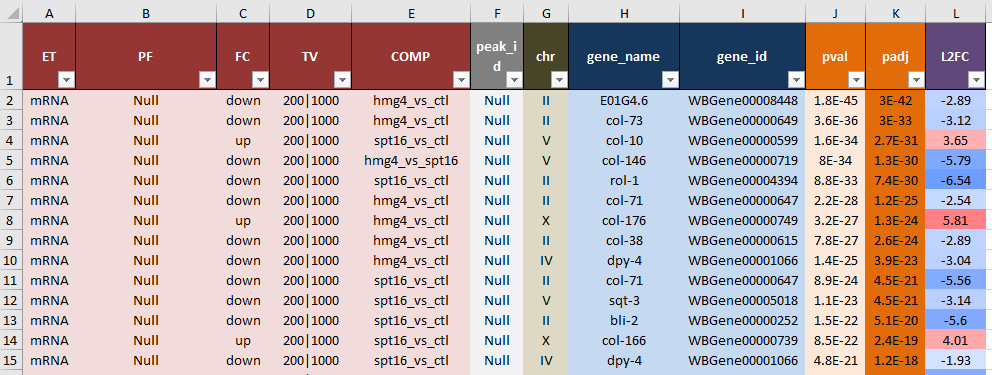 A B C D E F G H I J K L
1 ET PF FC TV COMP peak_id chr gene_name gene_id pval padj L2FC
2 mRNA Null down 200|1000 hmg4_vs_ctl Null II E01G4.6 WBGene00008448 1.8E-45 3E-42 -2.89
3 mRNA Null down 200|1000 hmg4_vs_ctl Null II col-73 WBGene00000649 3.6E-36 3E-33 -3.12
4 mRNA Null up 200|1000 spt16_vs_ctl Null V col-10 WBGene00000599 1.6E-34 2.7E-31 3.65
5 mRNA Null down 200|1000 hmg4_vs_spt16 Null V col-146 WBGene00000719 8E-34 1.3E-30 -5.79
6 mRNA Null down 200|1000 spt16_vs_ctl Null II rol-1 WBGene00004394 8.8E-33 7.4E-30 -6.54
7 mRNA Null down 200|1000 hmg4_vs_ctl Null II col-71 WBGene00000647 2.2E-28 1.2E-25 -2.54
8 mRNA Null up 200|1000 hmg4_vs_ctl Null X col-176 WBGene00000749 3.2E-27 1.3E-24 5.81
9 mRNA Null down 200|1000 hmg4_vs_ctl Null II col-38 WBGene00000615 7.8E-27 2.6E-24 -2.89
10 mRNA Null down 200|1000 hmg4_vs_ctl Null IV dpy-4 WBGene00001066 1.4E-25 3.9E-23 -3.04
11 mRNA Null down 200|1000 spt16_vs_ctl Null II col-71 WBGene00000647 8.9E-24 4.5E-21 -5.56
12 mRNA Null down 200|1000 spt16_vs_ctl Null V sqt-3 WBGene00005018 1.1E-23 4.5E-21 -3.14
13 mRNA Null down 200|1000 spt16_vs_ctl Null II bli-2 WBGene00000252 1.5E-22 5.1E-20 -5.6
14 mRNA Null up 200|1000 spt16_vs_ctl Null X col-166 WBGene00000739 8.5E-22 2.4E-19 4.01
15 mRNA Null down 200|1000 spt16_vs_ctl Null IV dpy-4 WBGene00001066 4.8E-21 1.2E-18 -1.93